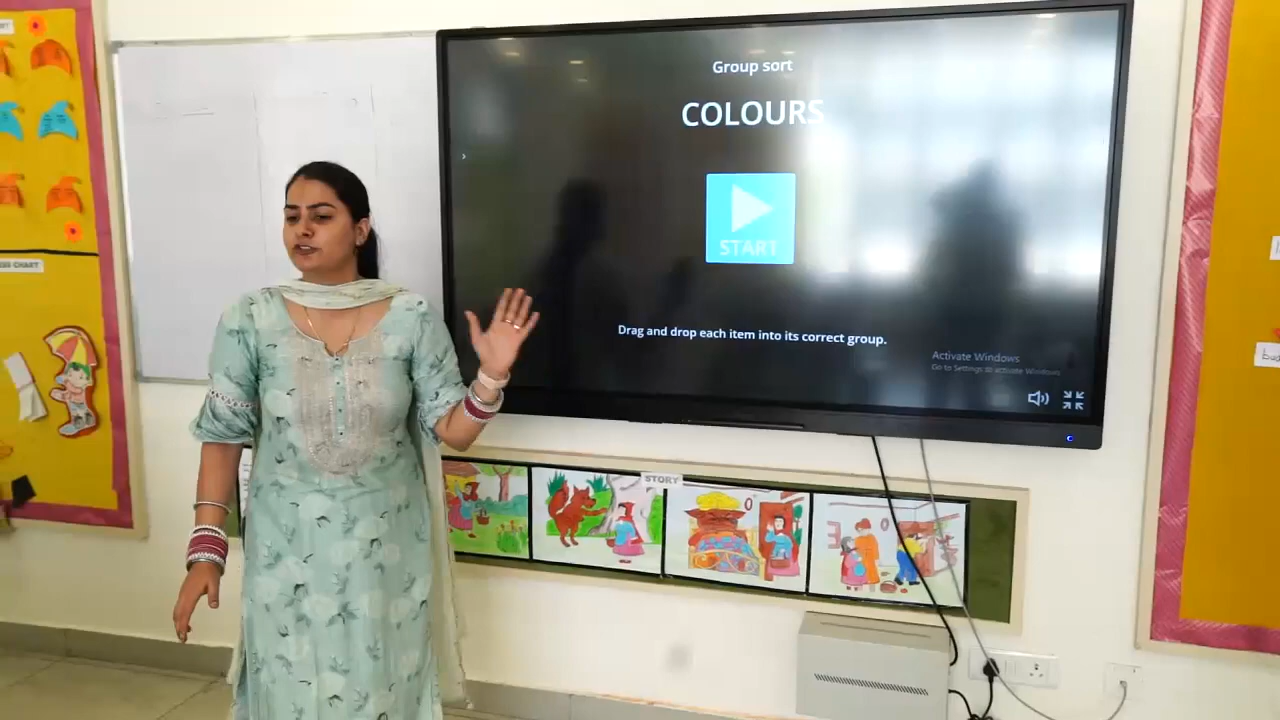 Group sort
COLOURS
START
Drag and drop each item into its correct group.
Activate Windows
Go to Settings to activate Windows.
STORY
CHART